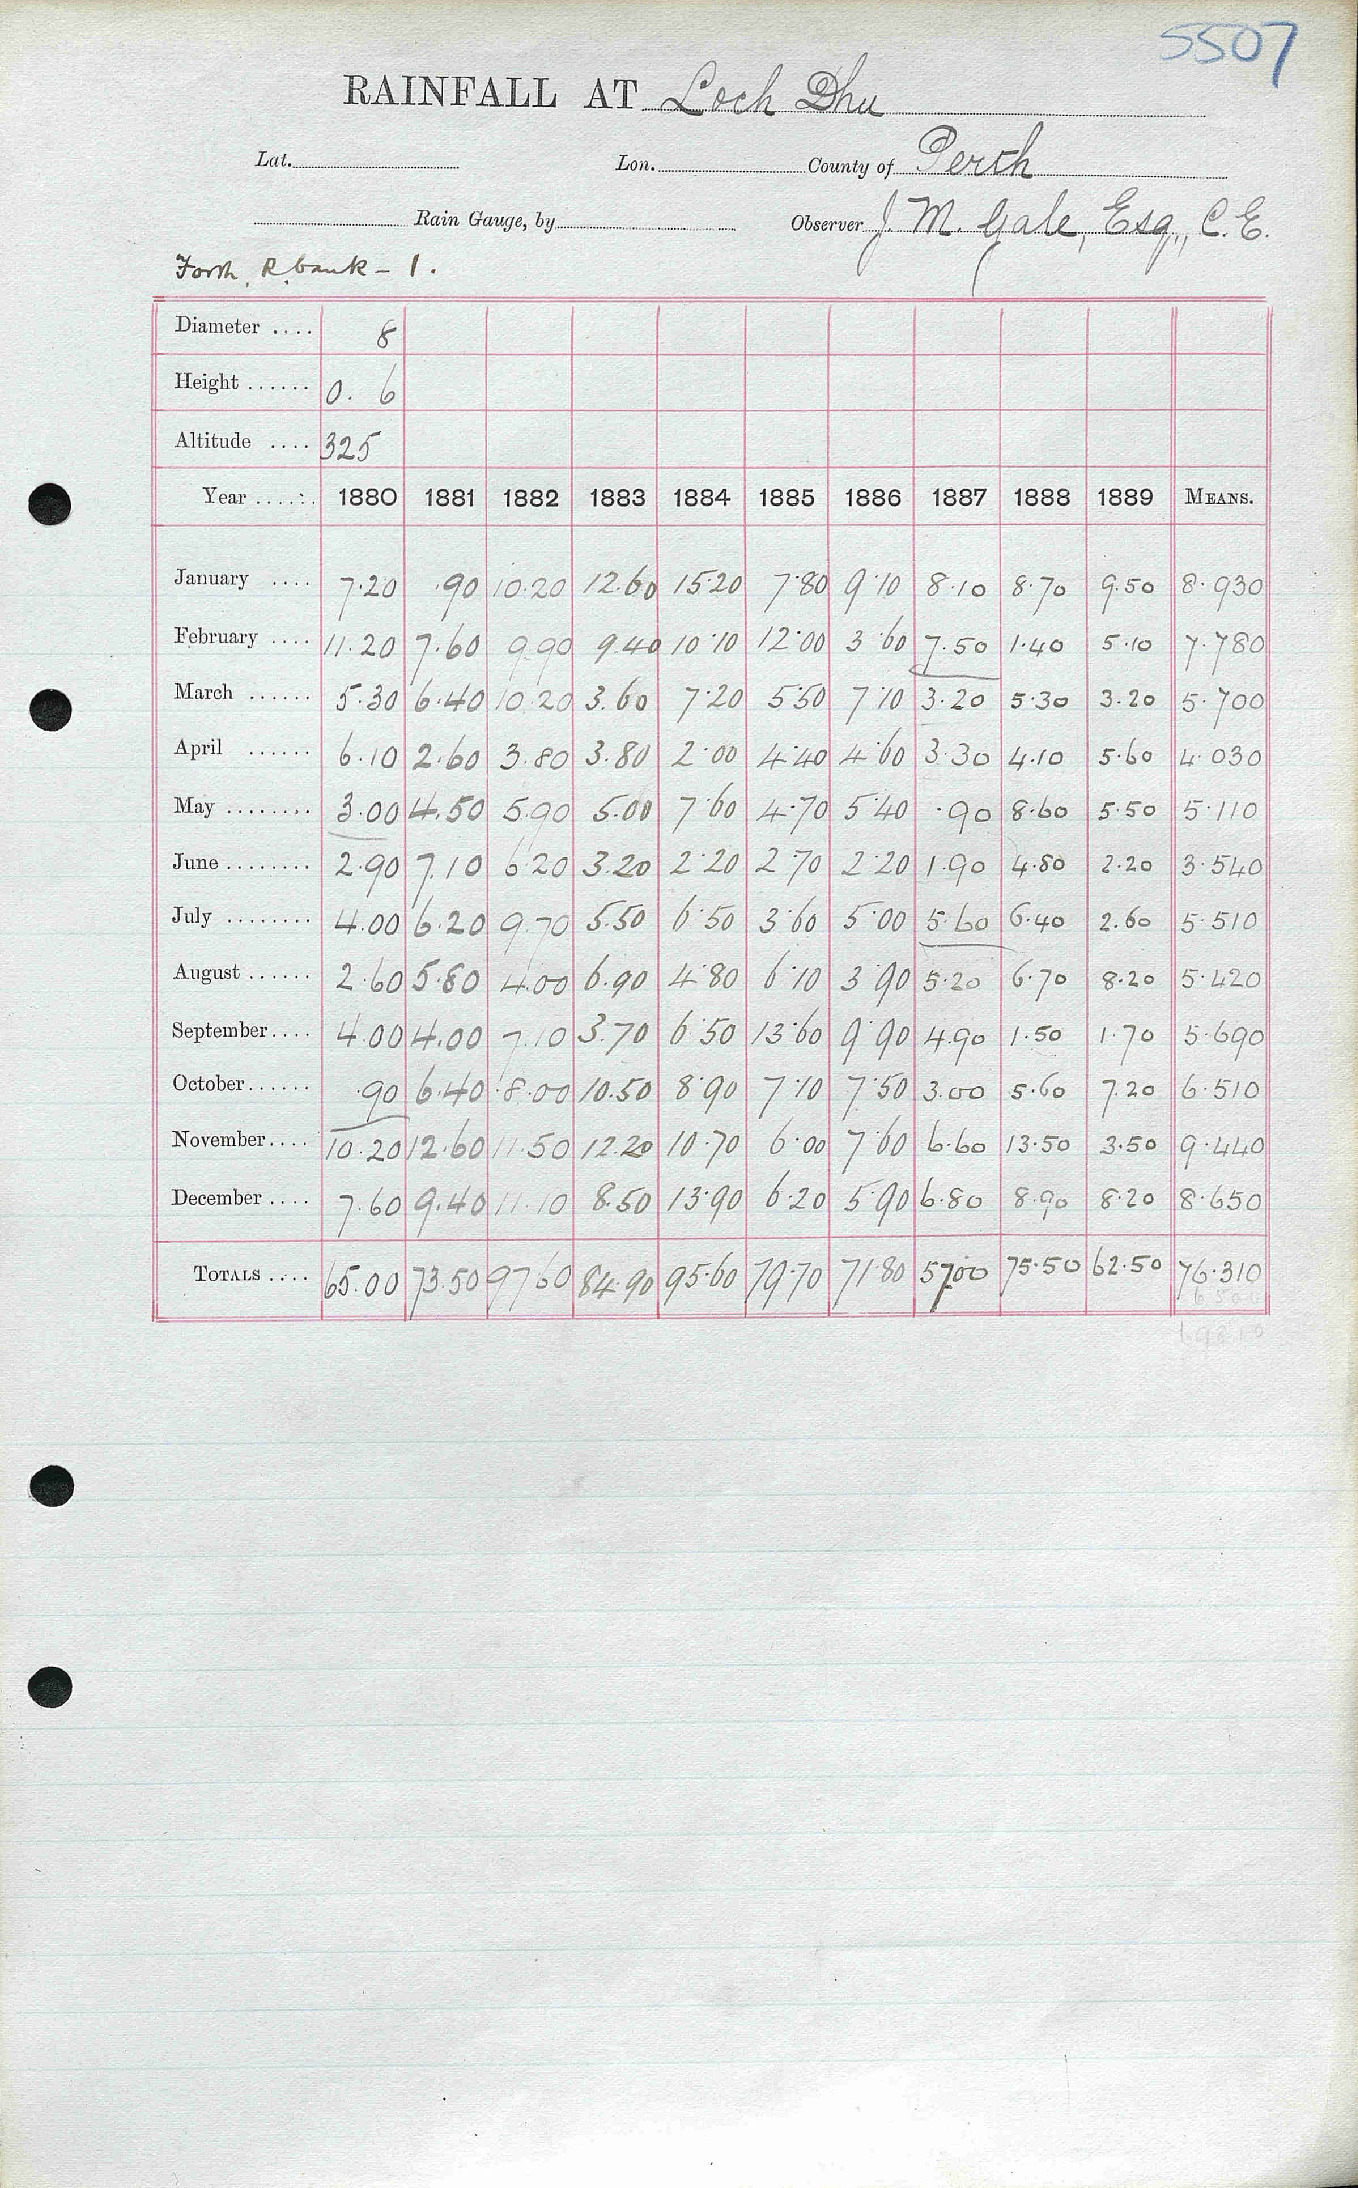 5507
RAINFALL AT Loch Dhu
Lat. Lon. County of Perth
Rain Gauge, by Observer J. M. Gale, Esq., C.E.
Forth, R. bank - 1.
Diameter .... 8
Height ...... 0. 6
Altitude .... 325
Year ...... 1880 1881 1882 1883 1884 1885 1886 1887 1888 1889 MEANS.
January .... 7.20 .90 10.20 12.60 15.20 7.80 9.10 8.10 8.70 9.50 8.930
February .... 11.20 7.60 9.90 9.40 10.10 12.00 3.60 7.50 1.40 5.10 7.780
March ...... 5.30 6.40 10.20 3.60 7.20 5.50 7.10 3.20 5.30 3.20 5.700
April ...... 6.10 2.60 3.80 3.80 2.00 4.40 4.60 3.30 4.10 5.60 4.030
May ........ 3.00 4.50 5.90 5.00 7.60 4.70 5.40 .90 8.60 5.50 5.110
June ........ 2.90 7.10 6.20 3.20 2.20 2.70 2.20 1.90 4.80 2.20 3.540
July ........ 4.00 6.20 9.70 5.50 6.50 3.60 5.00 5.60 6.40 2.60 5.510
August ...... 2.60 5.80 4.00 6.90 4.80 6.10 3.90 5.20 6.70 8.20 5.420
September .... 4.00 4.00 7.10 3.70 6.50 13.60 9.90 4.90 1.50 1.70 5.690
October ...... .90 6.40 8.00 10.50 8.90 7.10 7.50 3.00 5.60 7.20 6.510
November .... 10.20 12.60 11.50 12.20 10.70 6.00 7.60 6.60 13.50 3.50 9.440
December .... 7.60 9.40 11.10 8.50 13.90 6.20 5.90 6.80 8.90 8.20 8.650
TOTALS .... 65.00 73.50 97.60 84.90 95.60 79.70 71.80 57.00 75.50 62.50 76.310